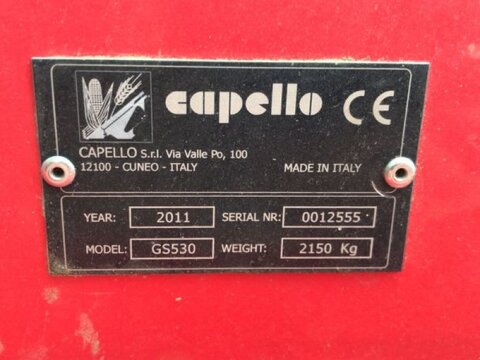 capello CE
CAPELLO S.r.l. Via Valle Po, 100
12100 - CUNEO - ITALY MADE IN ITALY
YEAR: 2011 SERIAL NR: 0012555
MODEL: GS530 WEIGHT: 2150 Kg